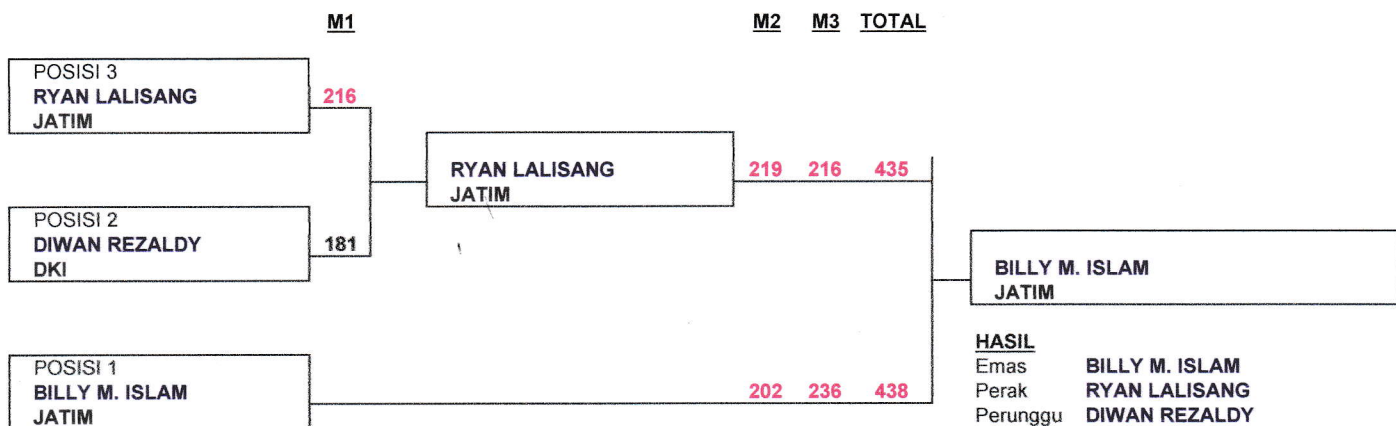 M1
M2 M3 TOTAL
POSISI 3
RYAN LALISANG 216
JATIM
RYAN LALISANG 219 216 435
JATIM
POSISI 2
DIWAN REZALDY 181
DKI
BILLY M. ISLAM
JATIM
POSISI 1
BILLY M. ISLAM 202 236 438
JATIM
HASIL
Emas BILLY M. ISLAM
Perak RYAN LALISANG
Perunggu DIWAN REZALDY